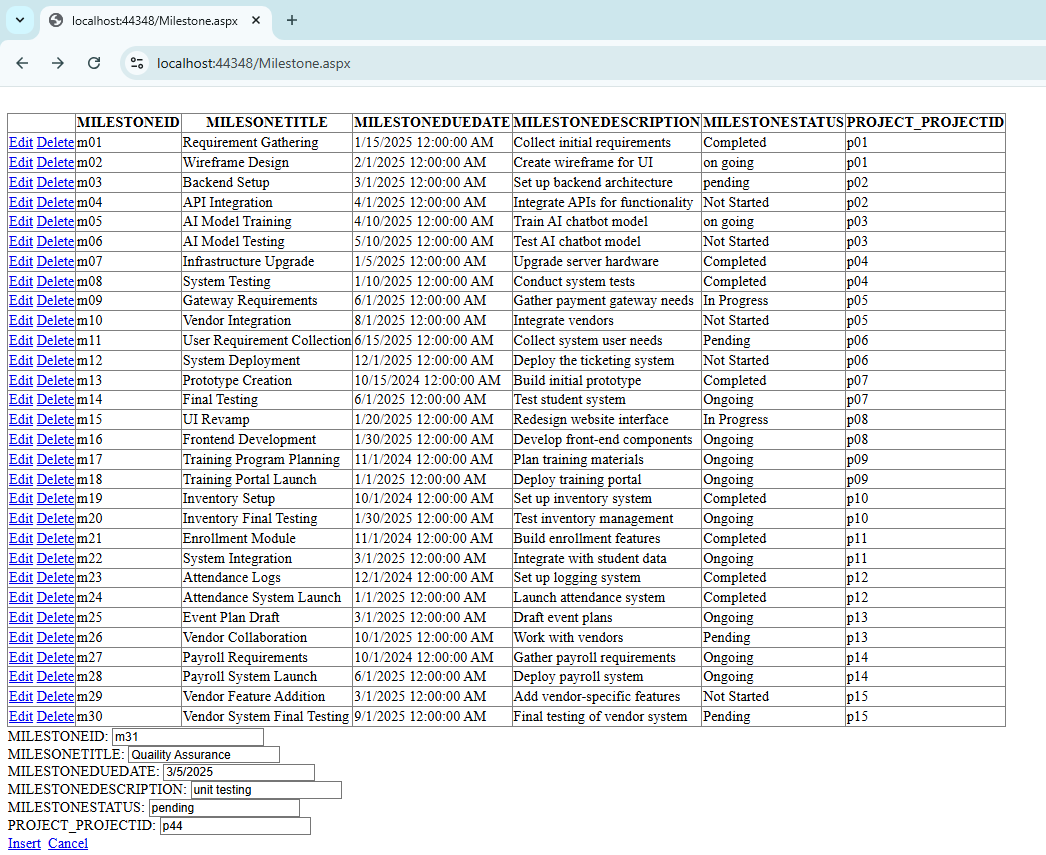 localhost:44348/Milestone.aspx
localhost:44348/Milestone.aspx
MILESTONEID MILESONETITLE MILESTONEDUEDATE MILESTONEDESCRIPTION MILESTONESTATUS PROJECT_PROJECTID
Edit Delete m01 Requirement Gathering 1/15/2025 12:00:00 AM Collect initial requirements Completed p01
Edit Delete m02 Wireframe Design 2/1/2025 12:00:00 AM Create wireframe for UI on going p01
Edit Delete m03 Backend Setup 3/1/2025 12:00:00 AM Set up backend architecture pending p02
Edit Delete m04 API Integration 4/1/2025 12:00:00 AM Integrate APIs for functionality Not Started p02
Edit Delete m05 AI Model Training 4/10/2025 12:00:00 AM Train AI chatbot model on going p03
Edit Delete m06 AI Model Testing 5/10/2025 12:00:00 AM Test AI chatbot model Not Started p03
Edit Delete m07 Infrastructure Upgrade 1/5/2025 12:00:00 AM Upgrade server hardware Completed p04
Edit Delete m08 System Testing 1/10/2025 12:00:00 AM Conduct system tests Completed p04
Edit Delete m09 Gateway Requirements 6/1/2025 12:00:00 AM Gather payment gateway needs In Progress p05
Edit Delete m10 Vendor Integration 8/1/2025 12:00:00 AM Integrate vendors Not Started p05
Edit Delete m11 User Requirement Collection 6/15/2025 12:00:00 AM Collect system user needs Pending p06
Edit Delete m12 System Deployment 12/1/2025 12:00:00 AM Deploy the ticketing system Not Started p06
Edit Delete m13 Prototype Creation 10/15/2024 12:00:00 AM Build initial prototype Completed p07
Edit Delete m14 Final Testing 6/1/2025 12:00:00 AM Test student system Ongoing p07
Edit Delete m15 UI Revamp 1/20/2025 12:00:00 AM Redesign website interface In Progress p08
Edit Delete m16 Frontend Development 1/30/2025 12:00:00 AM Develop front-end components Ongoing p08
Edit Delete m17 Training Program Planning 11/1/2024 12:00:00 AM Plan training materials Ongoing p09
Edit Delete m18 Training Portal Launch 1/1/2025 12:00:00 AM Deploy training portal Ongoing p09
Edit Delete m19 Inventory Setup 10/1/2024 12:00:00 AM Set up inventory system Completed p10
Edit Delete m20 Inventory Final Testing 1/30/2025 12:00:00 AM Test inventory management Ongoing p10
Edit Delete m21 Enrollment Module 11/1/2024 12:00:00 AM Build enrollment features Completed p11
Edit Delete m22 System Integration 3/1/2025 12:00:00 AM Integrate with student data Ongoing p11
Edit Delete m23 Attendance Logs 12/1/2024 12:00:00 AM Set up logging system Completed p12
Edit Delete m24 Attendance System Launch 1/1/2025 12:00:00 AM Launch attendance system Completed p12
Edit Delete m25 Event Plan Draft 3/1/2025 12:00:00 AM Draft event plans Ongoing p13
Edit Delete m26 Vendor Collaboration 10/1/2025 12:00:00 AM Work with vendors Pending p13
Edit Delete m27 Payroll Requirements 10/1/2024 12:00:00 AM Gather payroll requirements Ongoing p14
Edit Delete m28 Payroll System Launch 6/1/2025 12:00:00 AM Deploy payroll system Ongoing p14
Edit Delete m29 Vendor Feature Addition 3/1/2025 12:00:00 AM Add vendor-specific features Not Started p15
Edit Delete m30 Vendor System Final Testing 9/1/2025 12:00:00 AM Final testing of vendor system Pending p15
MILESTONEID: m31
MILESONETITLE: Quaility Assurance
MILESTONEDUEDATE: 3/5/2025
MILESTONEDESCRIPTION: unit testing
MILESTONESTATUS: pending
PROJECT_PROJECTID: p44
Insert Cancel